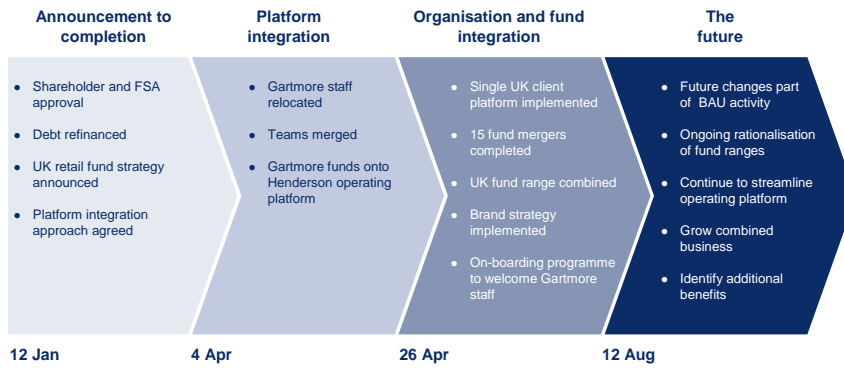 Announcement to
completion
Platform
integration
Organisation and fund
integration
The
future
● Shareholder and FSA
approval
● Debt refinanced
● UK retail fund strategy
announced
● Platform integration
approach agreed
● Gartmore staff
relocated
● Teams merged
● Gartmore funds onto
Henderson operating
platform
● Single UK client
platform implemented
● 15 fund mergers
completed
● UK fund range combined
● Brand strategy
implemented
● On-boarding programme
to welcome Gartmore
staff
● Future changes part
of BAU activity
● Ongoing rationalisation
of fund ranges
● Continue to streamline
operating platform
● Grow combined
business
● Identify additional
benefits
12 Jan
4 Apr
26 Apr
12 Aug